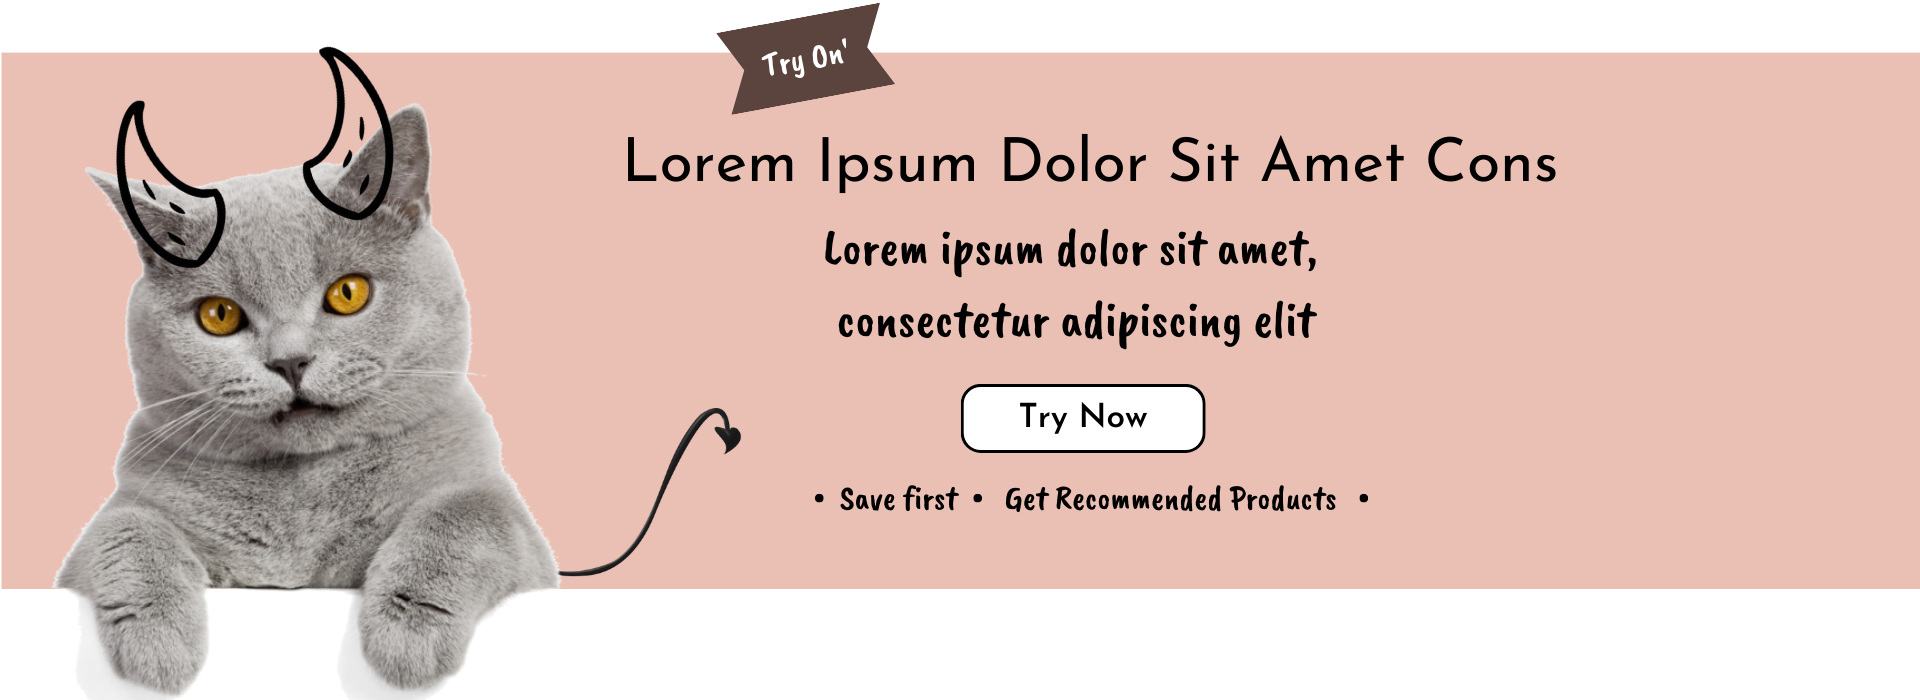 Try On'
Lorem Ipsum Dolor Sit Amet Cons
Lorem ipsum dolor sit amet,
consectetur adipiscing elit
Try Now
• Save first • Get Recommended Products •